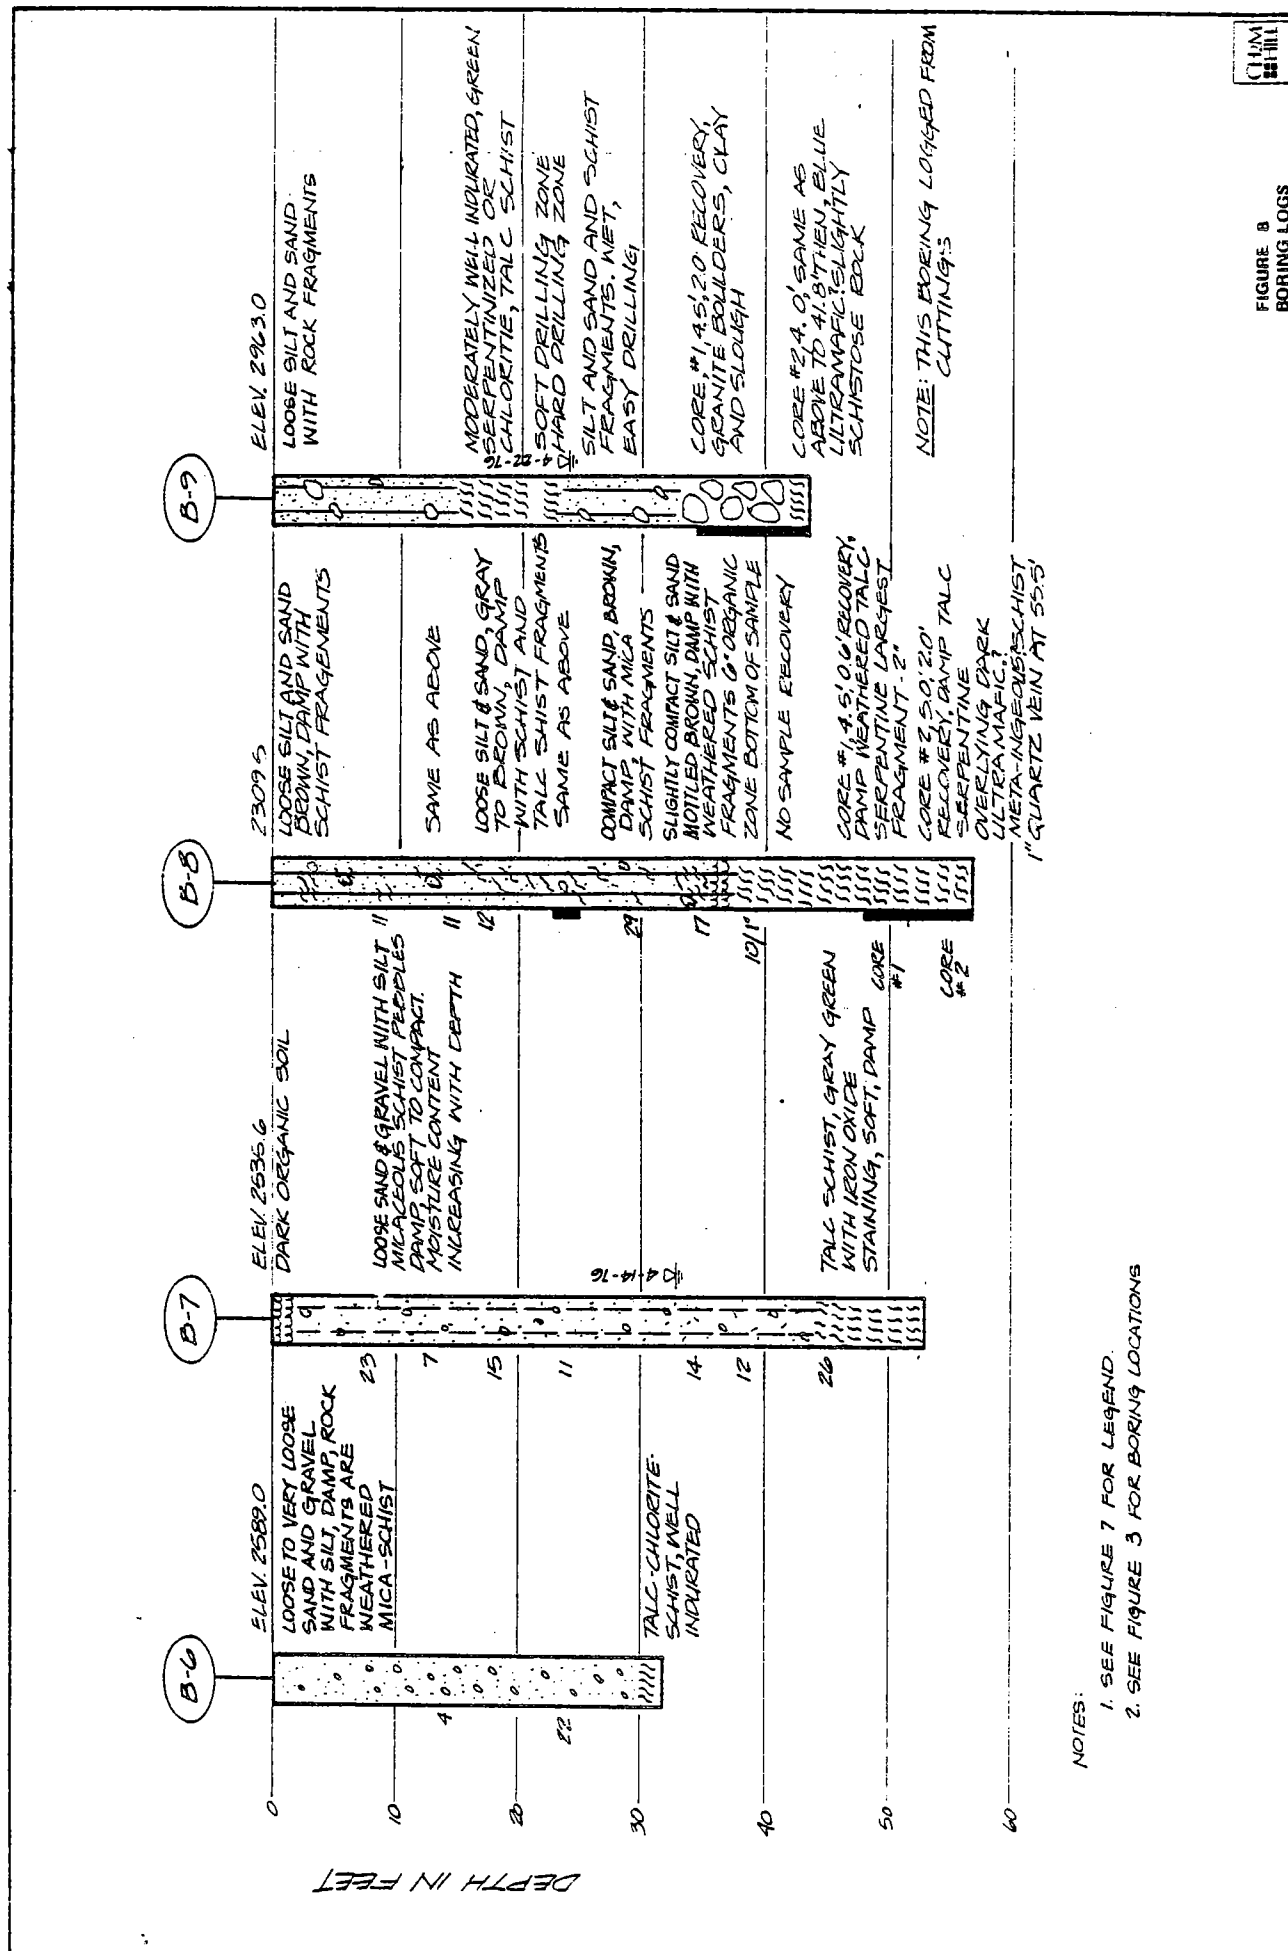 DEPTH IN FEET
0
10
20
30
40
50
60
B-6
ELEV. 2589.0
LOOSE TO VERY LOOSE
SAND AND GRAVEL
WITH SILT, DAMP, ROCK
FRAGMENTS ARE
WEATHERED
MICA-SCHIST
4
22
TALC-CHLORITE-
SCHIST, WELL
INDURATED
B-7
ELEV. 2536.6
DARK ORGANIC SOIL
LOOSE SAND & GRAVEL WITH SILT
MICACEOUS SCHIST PEBBLES
DAMP, SOFT TO COMPACT.
MOISTURE CONTENT
INCREASING WITH DEPTH
23
7
15
11
14
12
26
4-14-76
TALC SCHIST, GRAY GREEN
WITH IRON OXIDE
STAINING, SOFT, DAMP
B-8
2309.5
LOOSE SILT AND SAND
BROWN, DAMP WITH
SCHIST FRAGEMENTS
SAME AS ABOVE
LOOSE SILT & SAND, GRAY
TO BROWN, DAMP
WITH SCHIST AND
TALC SHIST FRAGMENTS
SAME AS ABOVE
COMPACT SILT & SAND, BROWN,
DAMP, WITH MICA
SCHIST FRAGMENTS
SLIGHTLY COMPACT SILT & SAND
MOTTLED BROWN, DAMP WITH
WEATHERED SCHIST
FRAGMENTS 6" ORGANIC
ZONE BOTTOM OF SAMPLE
NO SAMPLE RECOVERY
CORE #1, 4.5', 0.6' RECOVERY,
DAMP WEATHERED TALC
SERPENTINE LARGEST
FRAGMENT - 2"
CORE #2, 5.0', 2.0'
RECOVERY, DAMP TALC
SERPENTINE
OVERLYING DARK
ULTRAMAFIC?
META-INGEOUS? SCHIST
1" QUARTZ VEIN AT 55.5'
11
11
12
29
17
10/1"
CORE
#1
CORE
#2
B-9
ELEV. 2963.0
LOOSE SILT AND SAND
WITH ROCK FRAGMENTS
MODERATELY WELL INDURATED, GREEN
SERPENTINIZED OR
CHLORITIE, TALC SCHIST
SOFT DRILLING ZONE
HARD DRILLING ZONE
4-22-76
SILT AND SAND AND SCHIST
FRAGMENTS. WET,
EASY DRILLING,
CORE, #1, 4.5', 2.0' RECOVERY,
GRANITE BOULDERS, CLAY
AND SLOUGH
CORE #2, 4.0', SAME AS
ABOVE TO 41.8' THEN, BLUE
ULTRAMAFIC? SLIGHTLY
SCHISTOSE ROCK
NOTE: THIS BORING LOGGED FROM
CUTTINGS
NOTES:
1. SEE FIGURE 7 FOR LEGEND.
2. SEE FIGURE 3 FOR BORING LOCATIONS
FIGURE 8
BORING LOGS
CH2M
HILL